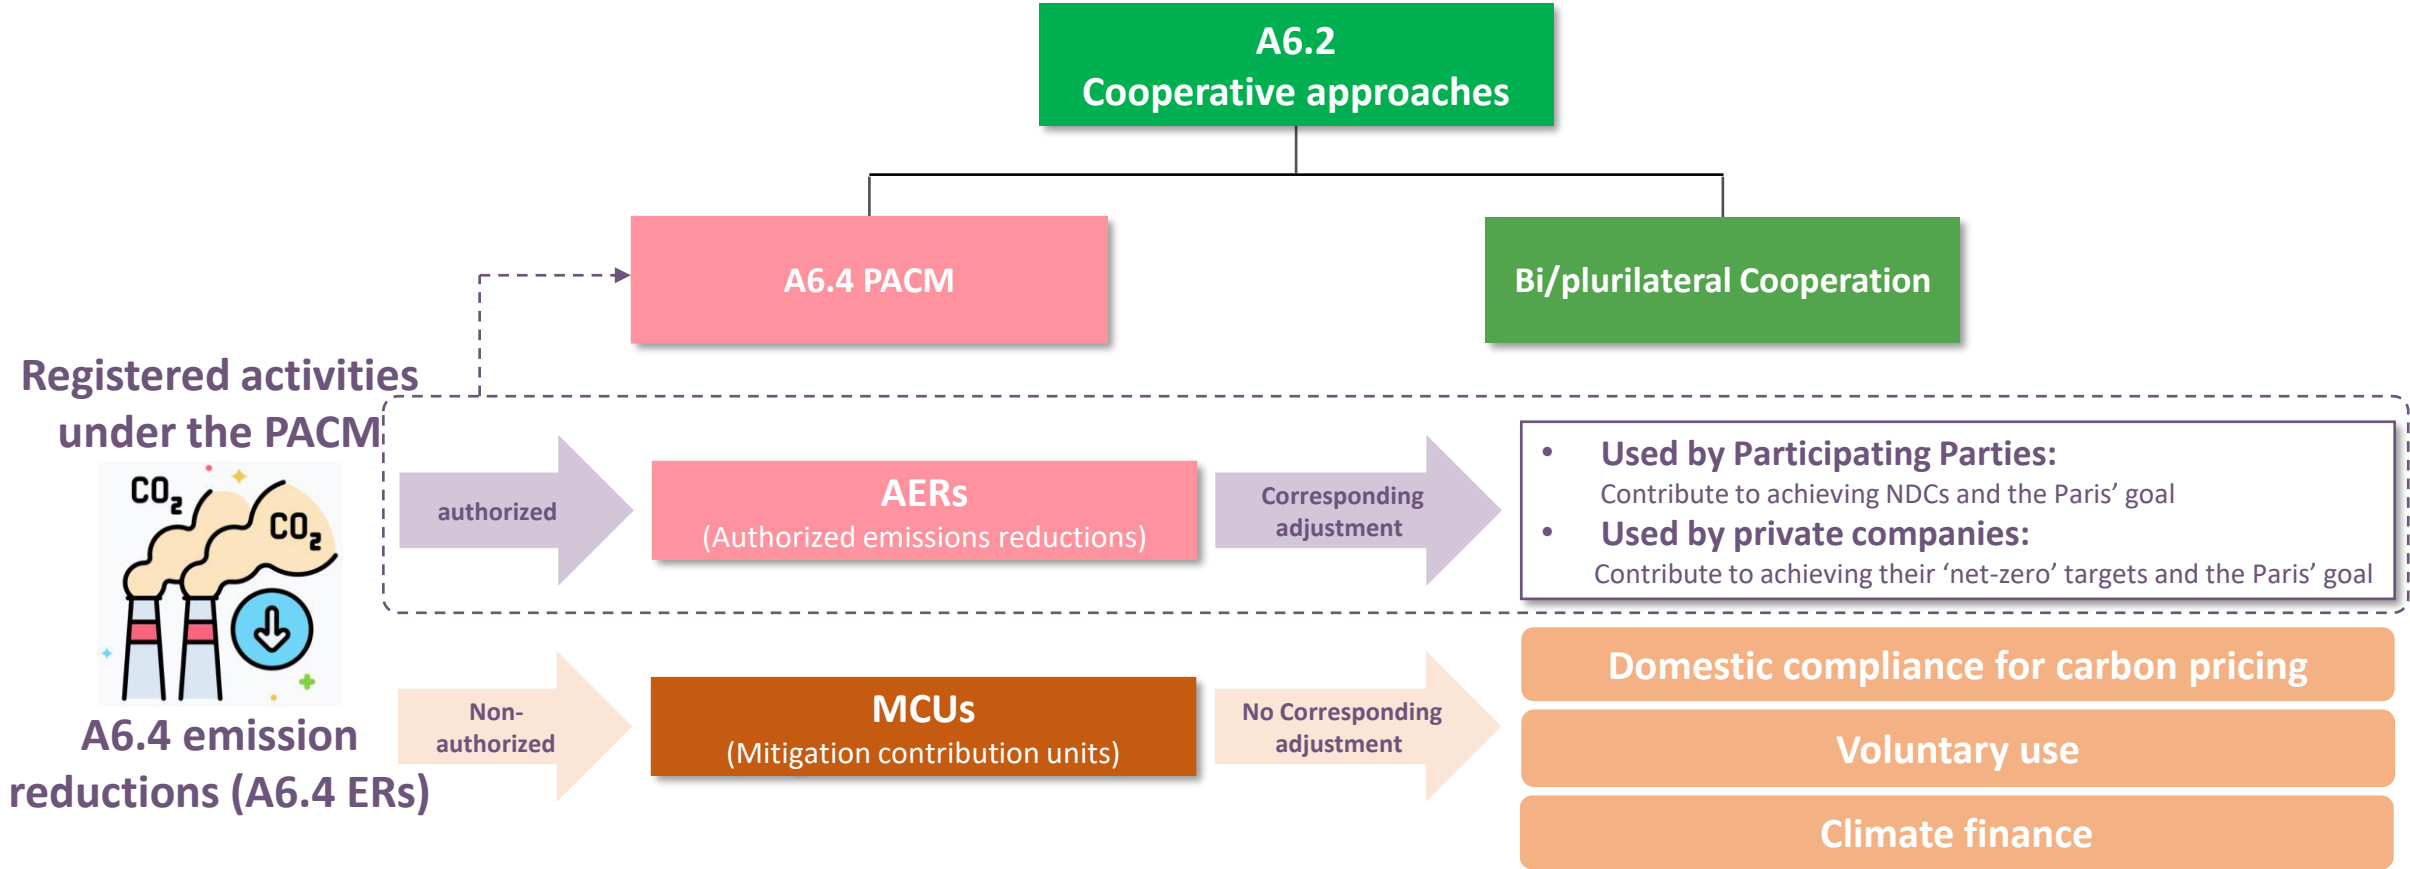 A6.2
Cooperative approaches
A6.4 PACM
Bi/plurilateral Cooperation
Registered activities
under the PACM
CO2
CO2
A6.4 emission
reductions (A6.4 ERs)
authorized
AERs
(Authorized emissions reductions)
Corresponding
adjustment
• Used by Participating Parties:
Contribute to achieving NDCs and the Paris’ goal
• Used by private companies:
Contribute to achieving their ‘net-zero’ targets and the Paris’ goal
Non-
authorized
MCUs
(Mitigation contribution units)
No Corresponding
adjustment
Domestic compliance for carbon pricing
Voluntary use
Climate finance